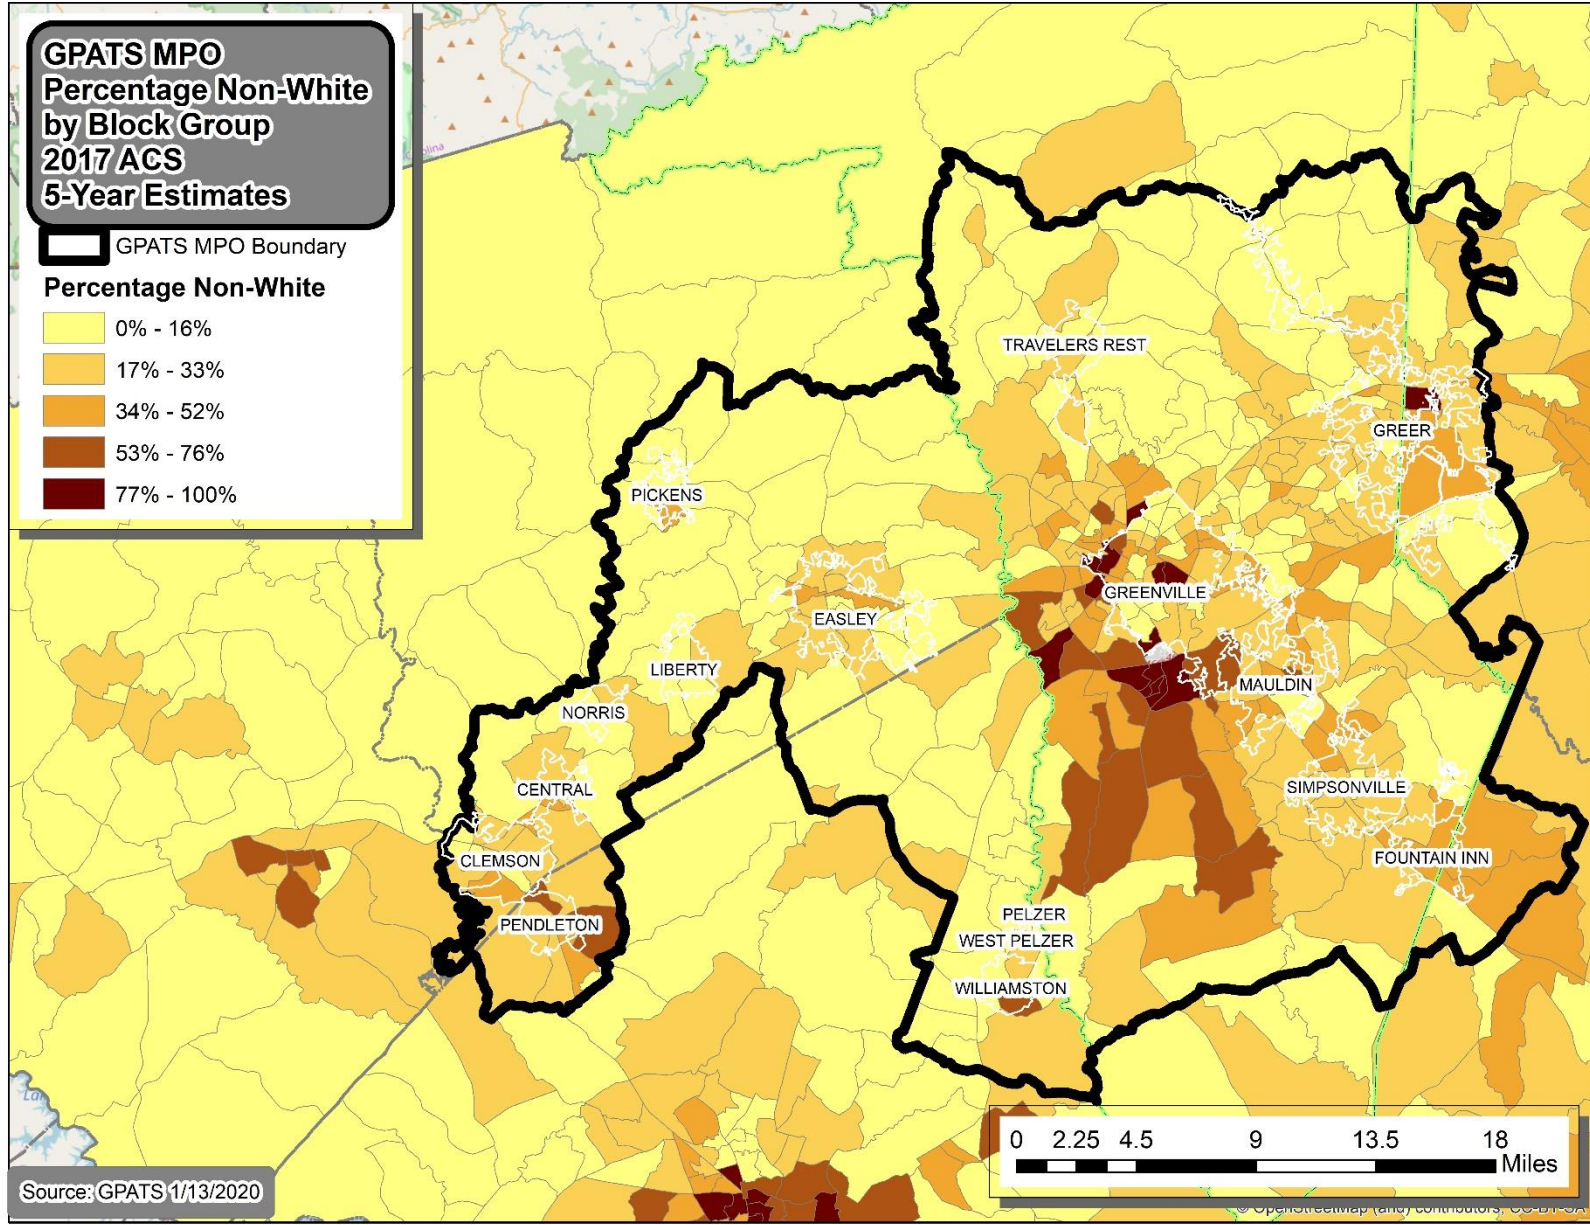 GPATS MPO
Percentage Non-White
by Block Group
2017 ACS
5-Year Estimates
GPATS MPO Boundary
Percentage Non-White
0% - 16%
17% - 33%
34% - 52%
53% - 76%
77% - 100%
TRAVELERS REST
GREER
PICKENS
GREENVILLE
EASLEY
LIBERTY
MAULDIN
NORRIS
CENTRAL
SIMPSONVILLE
CLEMSON
FOUNTAIN INN
PELZER
PENDLETON
WEST PELZER
WILLIAMSTON
0 2.25 4.5 9 13.5 18
Miles
Source: GPATS 1/13/2020